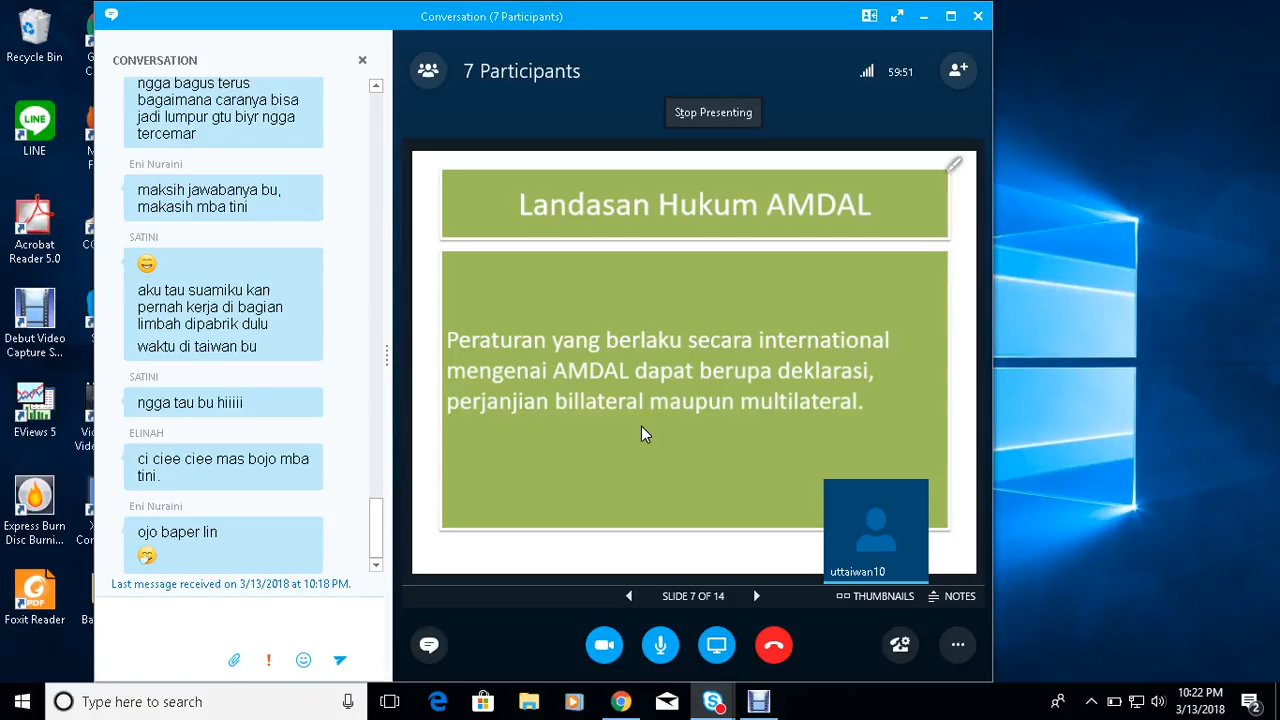 Conversation (7 Participants)
Recycle Bin
LINE
Acrobat
Reader 5.0
Debut Video
Capture S...
EViews 5
Express Burn
Disc Burni...
Foxit Reader
CONVERSATION
ngga bagus terus
bagaimana caranya bisa
jadi lumpur gtu biyr ngga
tercemar
Eni Nuraini
maksih jawabanya bu,
makasih mba tini
SATINI
aku tau suamiku kan
pernah kerja di bagian
limbah dipabrik dulu
waktu di taiwan bu
SATINI
ngga tau bu hiiiii
ELINAH
ci ciee ciee mas bojo mba
tini.
Eni Nuraini
ojo baper lin
Last message received on 3/13/2018 at 10:18 PM.
7 Participants
59:51
Stop Presenting
Landasan Hukum AMDAL
Peraturan yang berlaku secara international
mengenai AMDAL dapat berupa deklarasi,
perjanjian billateral maupun multilateral.
uttaiwan10
SLIDE 7 OF 14
THUMBNAILS
NOTES
Type here to search
10:22 PM
3/13/2018
2